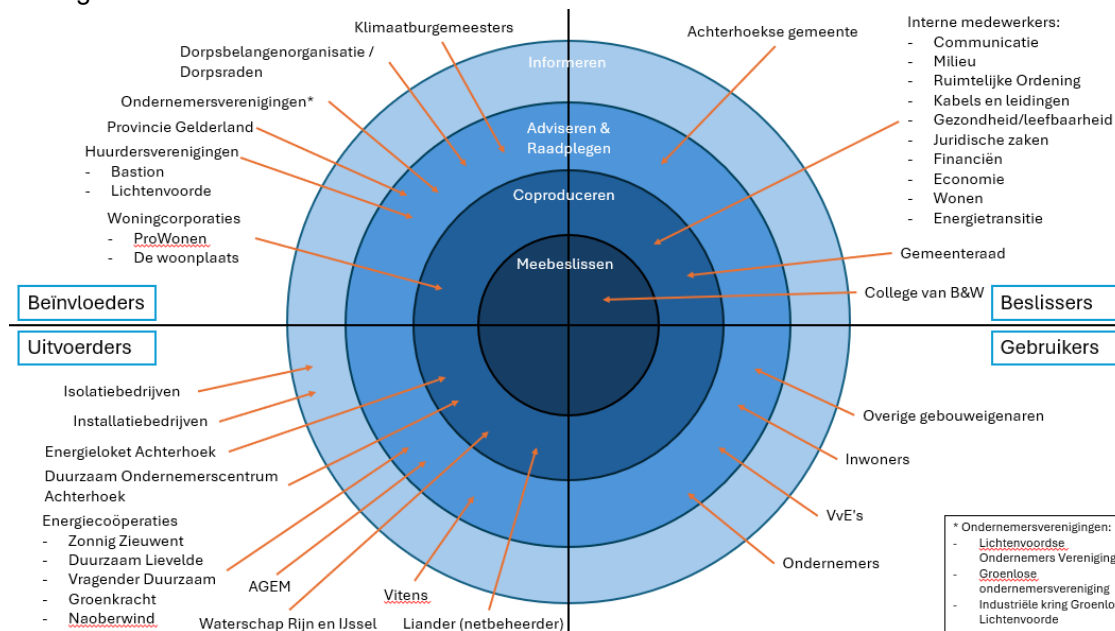 Klimaatburgemeesters
Dorpsbelangenorganisatie /
Dorpsraden
Ondernemersverenigingen*
Provincie Gelderland
Huurdersverenigingen
- Bastion
- Lichtenvoorde
Woningcorporaties
- ProWonen
- De woonplaats
Beïnvloeders
Informeren
Adviseren &
Raadplegen
Coproduceren
Meebeslissen
Achterhoekse gemeente
Interne medewerkers:
- Communicatie
- Milieu
- Ruimtelijke Ordening
- Kabels en leidingen
- Gezondheid/leefbaarheid
- Juridische zaken
- Financiën
- Economie
- Wonen
- Energietransitie
Gemeenteraad
College van B&W
Beslissers
Uitvoerders
Isolatiebedrijven
Installatiebedrijven
Energieloket Achterhoek
Duurzaam Ondernemerscentrum
Achterhoek
Energiecoöperaties
- Zonnig Zieuwent
- Duurzaam Lievelde
- Vragender Duurzaam
- Groenkracht
- Naoberwind
AGEM
Waterschap Rijn en IJssel
Vitens
Liander (netbeheerder)
Gebruikers
Overige gebouweigenaren
Inwoners
VvE's
Ondernemers
* Ondernemersverenigingen:
- Lichtenvoordse
Ondernemers Vereniging
- Groenlose
ondernemersvereniging
- Industriële kring Groenlo
Lichtenvoorde